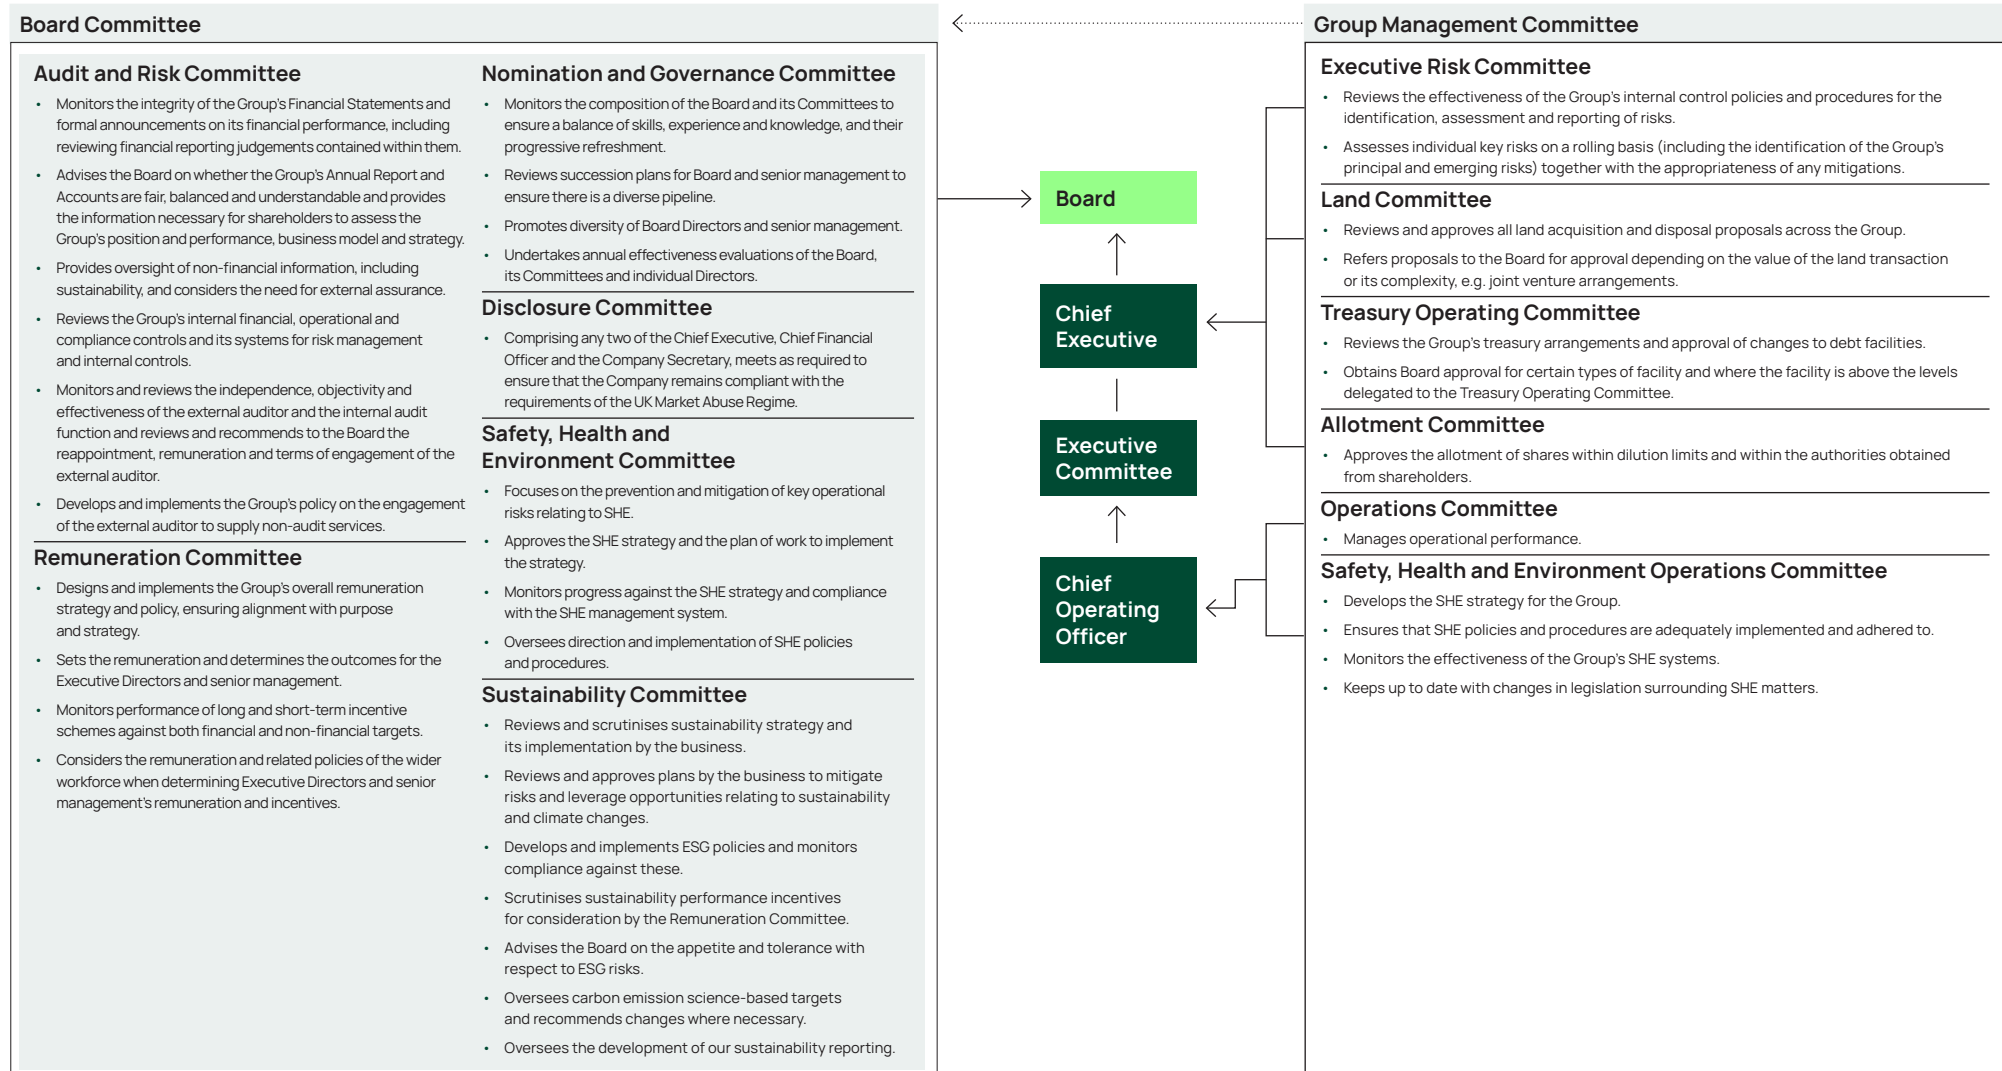 Board Committee
Audit and Risk Committee
• Monitors the integrity of the Group's Financial Statements and
formal announcements on its financial performance, including
reviewing financial reporting judgements contained within them.
• Advises the Board on whether the Group's Annual Report and
Accounts are fair, balanced and understandable and provides
the information necessary for shareholders to assess the
Group's position and performance, business model and strategy.
• Provides oversight of non-financial information, including
sustainability, and considers the need for external assurance.
• Reviews the Group's internal financial, operational and
compliance controls and its systems for risk management
and internal controls.
• Monitors and reviews the independence, objectivity and
effectiveness of the external auditor and the internal audit
function and reviews and recommends to the Board the
reappointment, remuneration and terms of engagement of the
external auditor.
• Develops and implements the Group's policy on the engagement
of the external auditor to supply non-audit services.
Remuneration Committee
• Designs and implements the Group's overall remuneration
strategy and policy, ensuring alignment with purpose
and strategy.
• Sets the remuneration and determines the outcomes for the
Executive Directors and senior management.
• Monitors performance of long and short-term incentive
schemes against both financial and non-financial targets.
• Considers the remuneration and related policies of the wider
workforce when determining Executive Directors and senior
management's remuneration and incentives.
Nomination and Governance Committee
• Monitors the composition of the Board and its Committees to
ensure a balance of skills, experience and knowledge, and their
progressive refreshment.
• Reviews succession plans for Board and senior management to
ensure there is a diverse pipeline.
• Promotes diversity of Board Directors and senior management.
• Undertakes annual effectiveness evaluations of the Board,
its Committees and individual Directors.
Disclosure Committee
• Comprising any two of the Chief Executive, Chief Financial
Officer and the Company Secretary, meets as required to
ensure that the Company remains compliant with the
requirements of the UK Market Abuse Regime.
Safety, Health and
Environment Committee
• Focuses on the prevention and mitigation of key operational
risks relating to SHE.
• Approves the SHE strategy and the plan of work to implement
the strategy.
• Monitors progress against the SHE strategy and compliance
with the SHE management system.
• Oversees direction and implementation of SHE policies
and procedures.
Sustainability Committee
• Reviews and scrutinises sustainability strategy and
its implementation by the business.
• Reviews and approves plans by the business to mitigate
risks and leverage opportunities relating to sustainability
and climate changes.
• Develops and implements ESG policies and monitors
compliance against these.
• Scrutinises sustainability performance incentives
for consideration by the Remuneration Committee.
• Advises the Board on the appetite and tolerance with
respect to ESG risks.
• Oversees carbon emission science-based targets
and recommends changes where necessary.
• Oversees the development of our sustainability reporting.
Board
Chief
Executive
Executive
Committee
Chief
Operating
Officer
Group Management Committee
Executive Risk Committee
• Reviews the effectiveness of the Group's internal control policies and procedures for the
identification, assessment and reporting of risks.
• Assesses individual key risks on a rolling basis (including the identification of the Group's
principal and emerging risks) together with the appropriateness of any mitigations.
Land Committee
• Reviews and approves all land acquisition and disposal proposals across the Group.
• Refers proposals to the Board for approval depending on the value of the land transaction
or its complexity, e.g. joint venture arrangements.
Treasury Operating Committee
• Reviews the Group's treasury arrangements and approval of changes to debt facilities.
• Obtains Board approval for certain types of facility and where the facility is above the levels
delegated to the Treasury Operating Committee.
Allotment Committee
• Approves the allotment of shares within dilution limits and within the authorities obtained
from shareholders.
Operations Committee
• Manages operational performance.
Safety, Health and Environment Operations Committee
• Develops the SHE strategy for the Group.
• Ensures that SHE policies and procedures are adequately implemented and adhered to.
• Monitors the effectiveness of the Group's SHE systems.
• Keeps up to date with changes in legislation surrounding SHE matters.